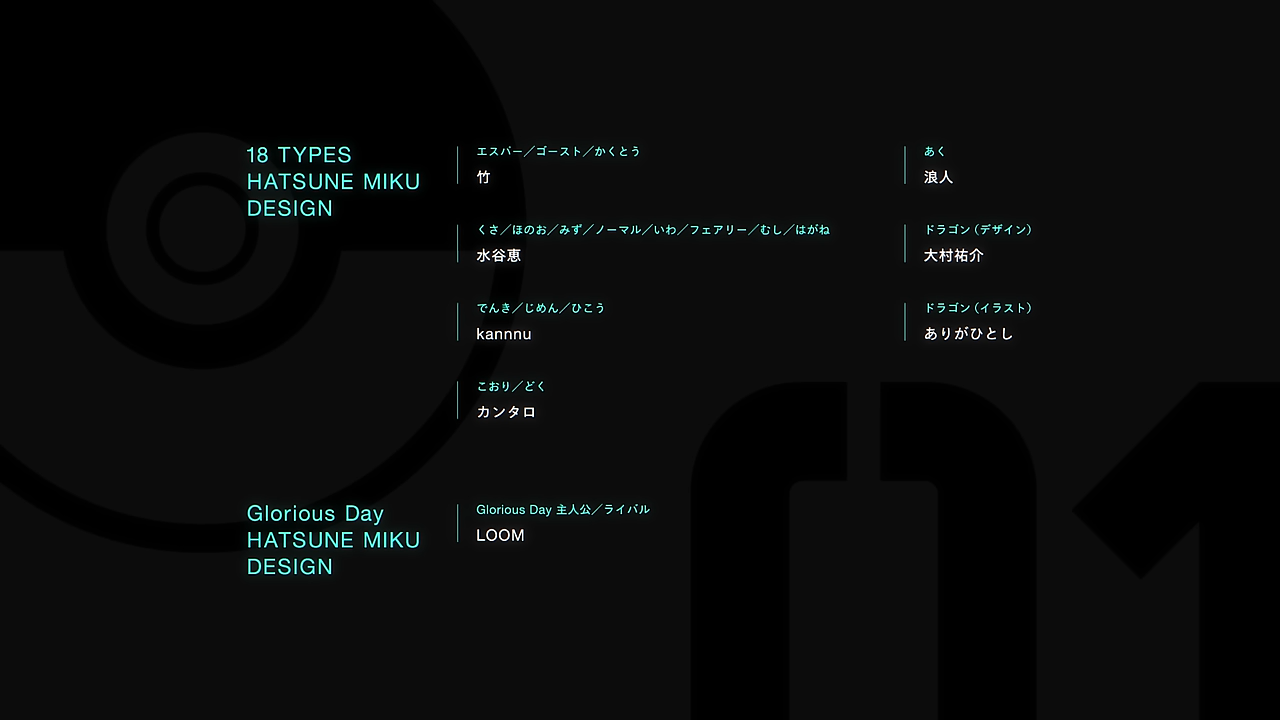 18 TYPES
HATSUNE MIKU
DESIGN
エスパー／ゴースト／かくとう
竹
くさ／ほのお／みず／ノーマル／いわ／フェアリー／むし／はがね
水谷恵
でんき／じめん／ひこう
kannnu
こおり／どく
カンタロ
あく
浪人
ドラゴン（デザイン）
大村祐介
ドラゴン（イラスト）
ありがひとし
Glorious Day
HATSUNE MIKU
DESIGN
Glorious Day 主人公／ライバル
LOOM
01